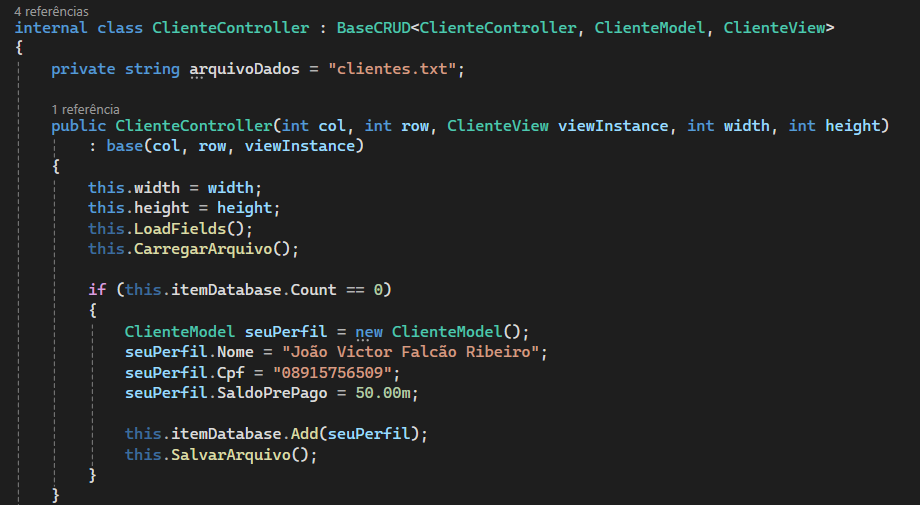 4 referências
internal class ClienteController : BaseCRUD<ClienteController, ClienteModel, ClienteView>
{
private string arquivoDados = "clientes.txt";
1 referência
public ClienteController(int col, int row, ClienteView viewInstance, int width, int height)
: base(col, row, viewInstance)
{
this.width = width;
this.height = height;
this.LoadFields();
this.CarregarArquivo();
if (this.itemDatabase.Count == 0)
{
ClienteModel seuPerfil = new ClienteModel();
seuPerfil.Nome = "João Victor Falcão Ribeiro";
seuPerfil.Cpf = "08915756509";
seuPerfil.SaldoPrePago = 50.00m;
this.itemDatabase.Add(seuPerfil);
this.SalvarArquivo();
}
}